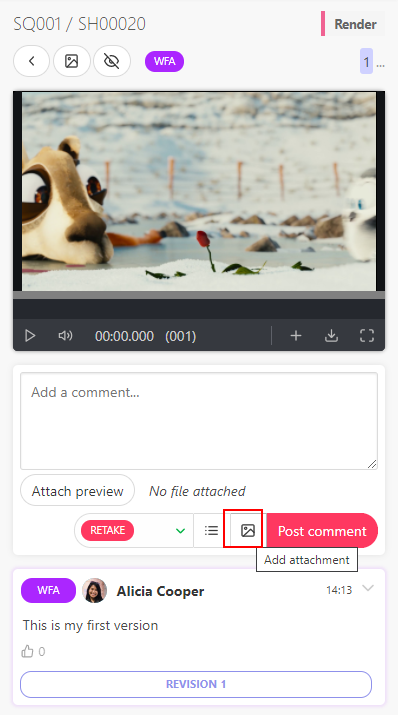 SQ001 / SH00020
Render
WFA
1 ...
00:00.000 (001)
Add a comment...
Attach preview
No file attached
RETAKE
Post comment
Add attachment
WFA
Alicia Cooper
14:13
This is my first version
0
REVISION 1